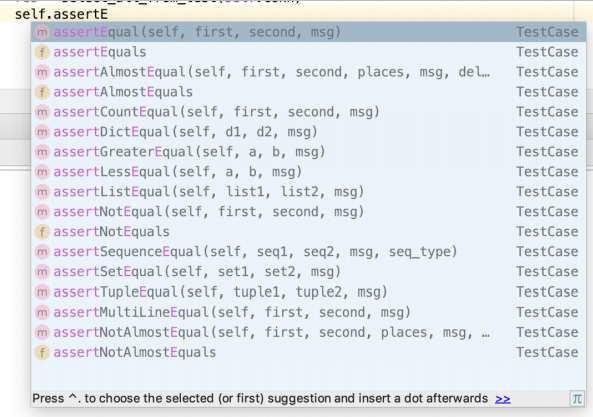 self.assertE
m assertEqual(self, first, second, msg) TestCase
f assertEquals TestCase
m assertAlmostEqual(self, first, second, places, msg, del… TestCase
f assertAlmostEquals TestCase
m assertCountEqual(self, first, second, msg) TestCase
m assertDictEqual(self, d1, d2, msg) TestCase
m assertGreaterEqual(self, a, b, msg) TestCase
m assertLessEqual(self, a, b, msg) TestCase
m assertListEqual(self, list1, list2, msg) TestCase
m assertNotEqual(self, first, second, msg) TestCase
f assertNotEquals TestCase
m assertSequenceEqual(self, seq1, seq2, msg, seq_type) TestCase
m assertSetEqual(self, set1, set2, msg) TestCase
m assertTupleEqual(self, tuple1, tuple2, msg) TestCase
m assertMultiLineEqual(self, first, second, msg) TestCase
m assertNotAlmostEqual(self, first, second, places, msg, … TestCase
f assertNotAlmostEquals TestCase
Press ^. to choose the selected (or first) suggestion and insert a dot afterwards >> π